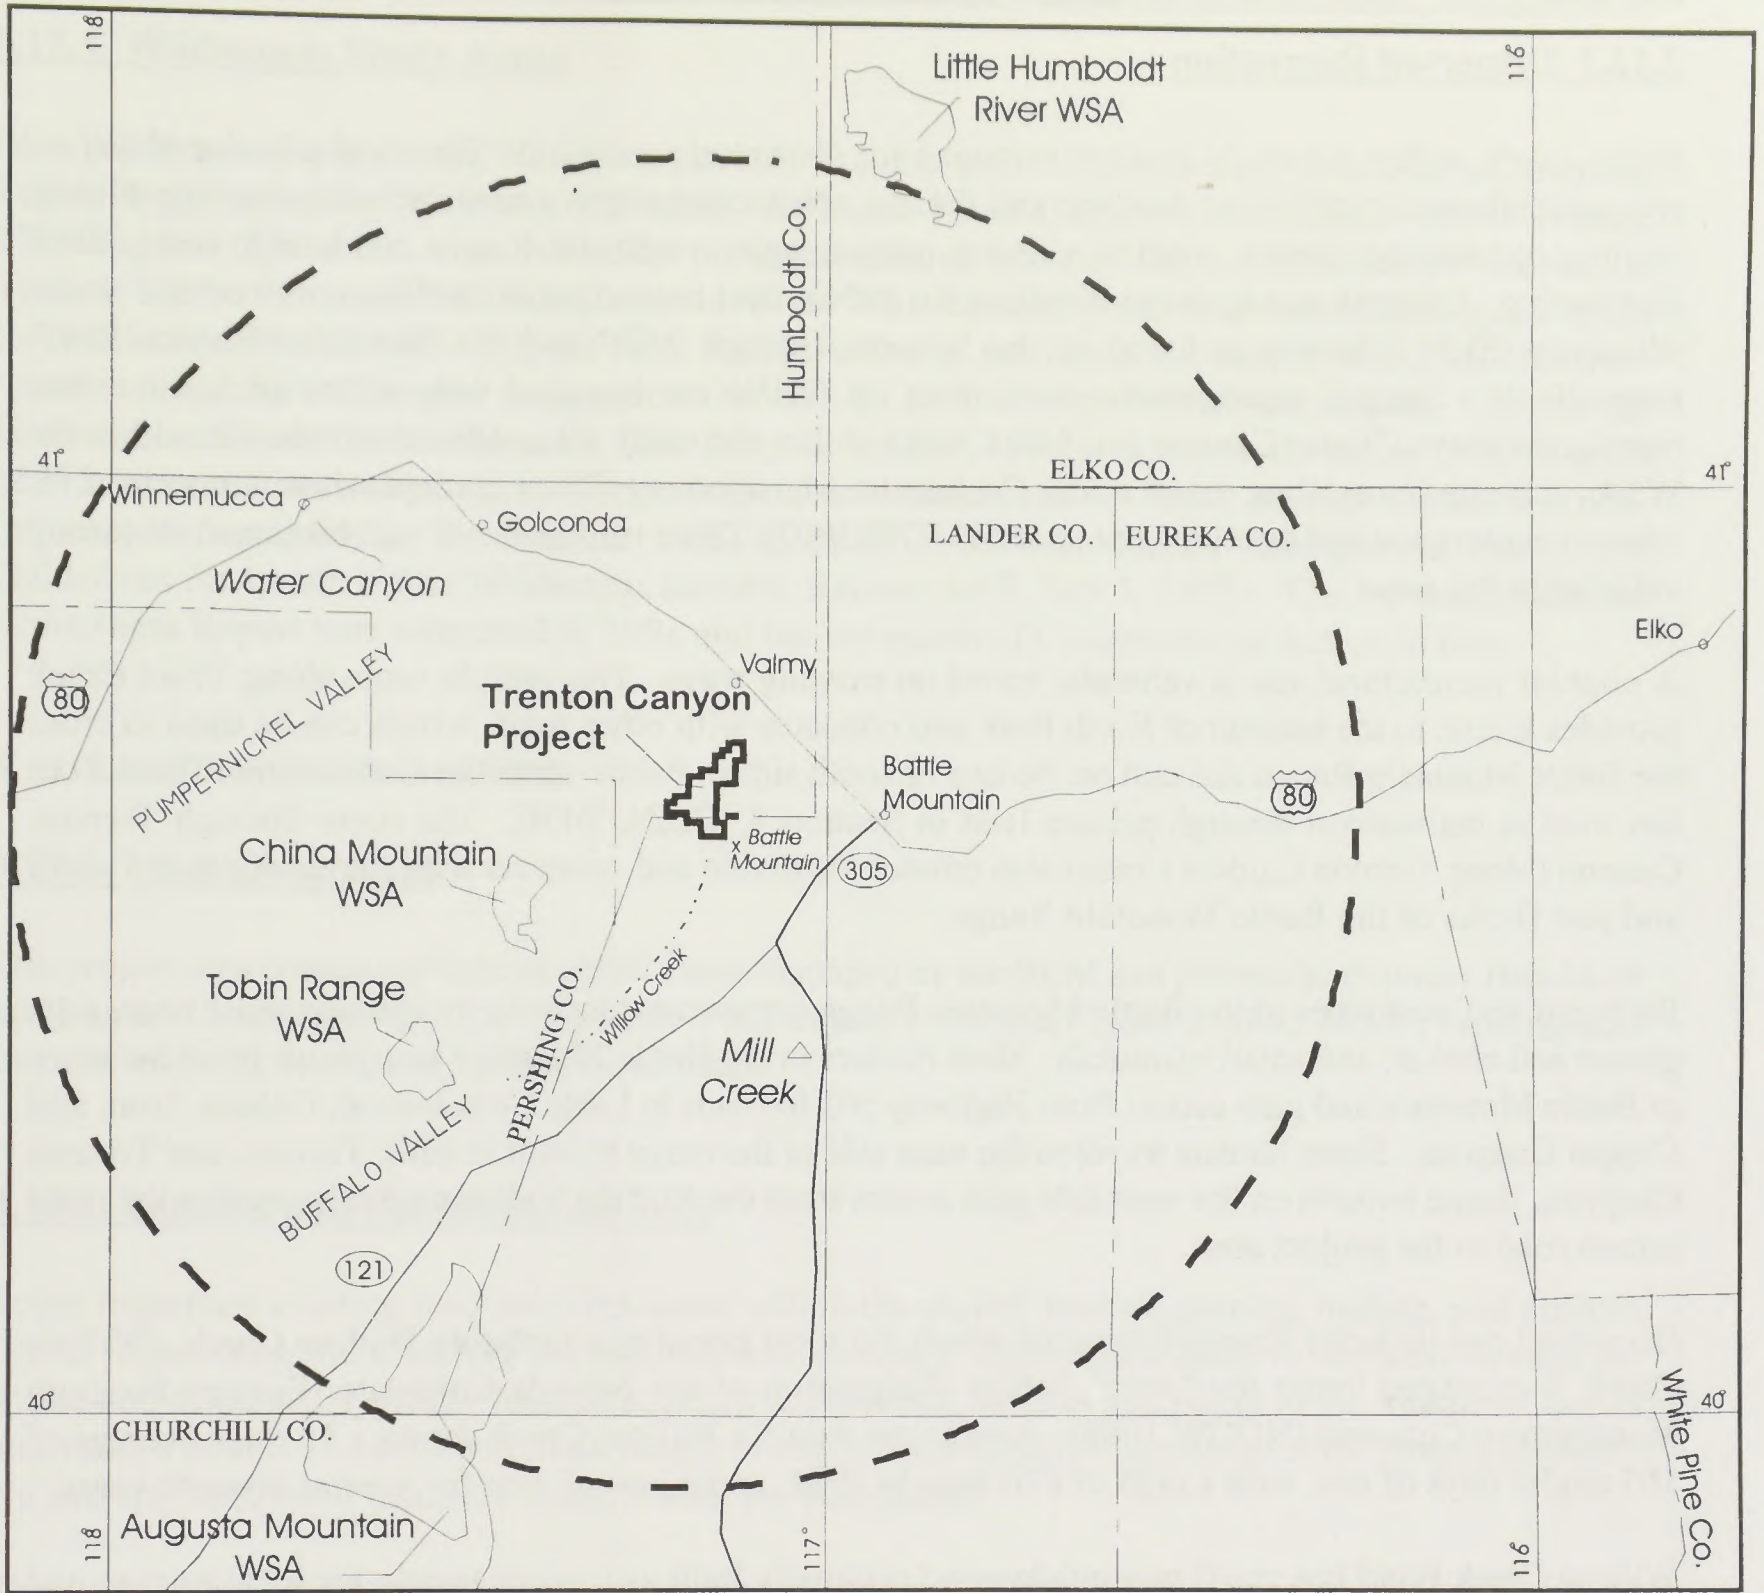 118°
116°
Little Humboldt
River WSA
Humboldt Co.
41°
41°
ELKO CO.
Winnemucca
Golconda
LANDER CO.
EUREKA CO.
Water Canyon
Elko
Valmy
80
PUMPERNICKEL VALLEY
Trenton Canyon
Project
Battle
Mountain
80
Battle
Mountain
China Mountain
WSA
305
Tobin Range
WSA
Willow Creek
PERSHING CO.
Mill
Creek
BUFFALO VALLEY
121
40°
40°
CHURCHILL CO.
White Pine Co.
Augusta Mountain
WSA
118°
117°
116°